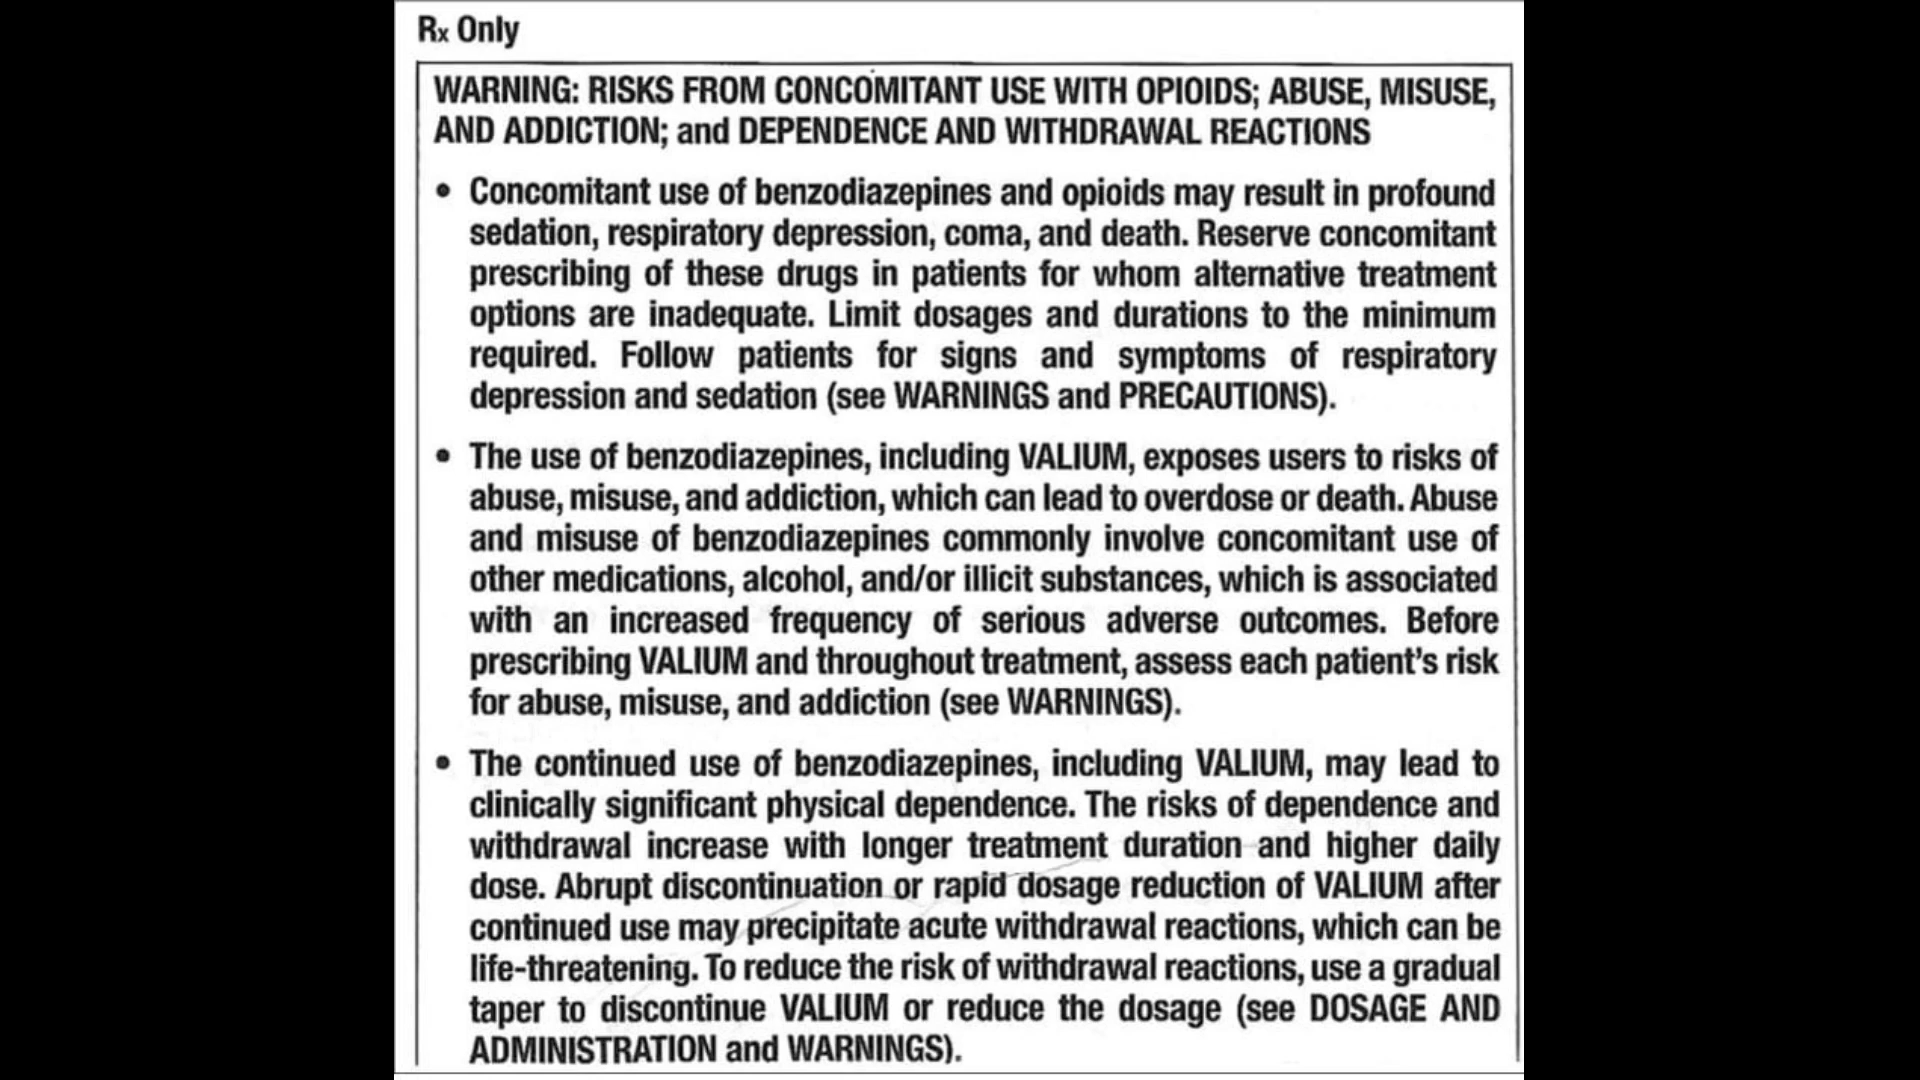 Rx Only
WARNING: RISKS FROM CONCOMITANT USE WITH OPIOIDS; ABUSE, MISUSE,
AND ADDICTION; and DEPENDENCE AND WITHDRAWAL REACTIONS
• Concomitant use of benzodiazepines and opioids may result in profound
sedation, respiratory depression, coma, and death. Reserve concomitant
prescribing of these drugs in patients for whom alternative treatment
options are inadequate. Limit dosages and durations to the minimum
required. Follow patients for signs and symptoms of respiratory
depression and sedation (see WARNINGS and PRECAUTIONS).
• The use of benzodiazepines, including VALIUM, exposes users to risks of
abuse, misuse, and addiction, which can lead to overdose or death. Abuse
and misuse of benzodiazepines commonly involve concomitant use of
other medications, alcohol, and/or illicit substances, which is associated
with an increased frequency of serious adverse outcomes. Before
prescribing VALIUM and throughout treatment, assess each patient's risk
for abuse, misuse, and addiction (see WARNINGS).
• The continued use of benzodiazepines, including VALIUM, may lead to
clinically significant physical dependence. The risks of dependence and
withdrawal increase with longer treatment duration and higher daily
dose. Abrupt discontinuation or rapid dosage reduction of VALIUM after
continued use may precipitate acute withdrawal reactions, which can be
life-threatening. To reduce the risk of withdrawal reactions, use a gradual
taper to discontinue VALIUM or reduce the dosage (see DOSAGE AND
ADMINISTRATION and WARNINGS).